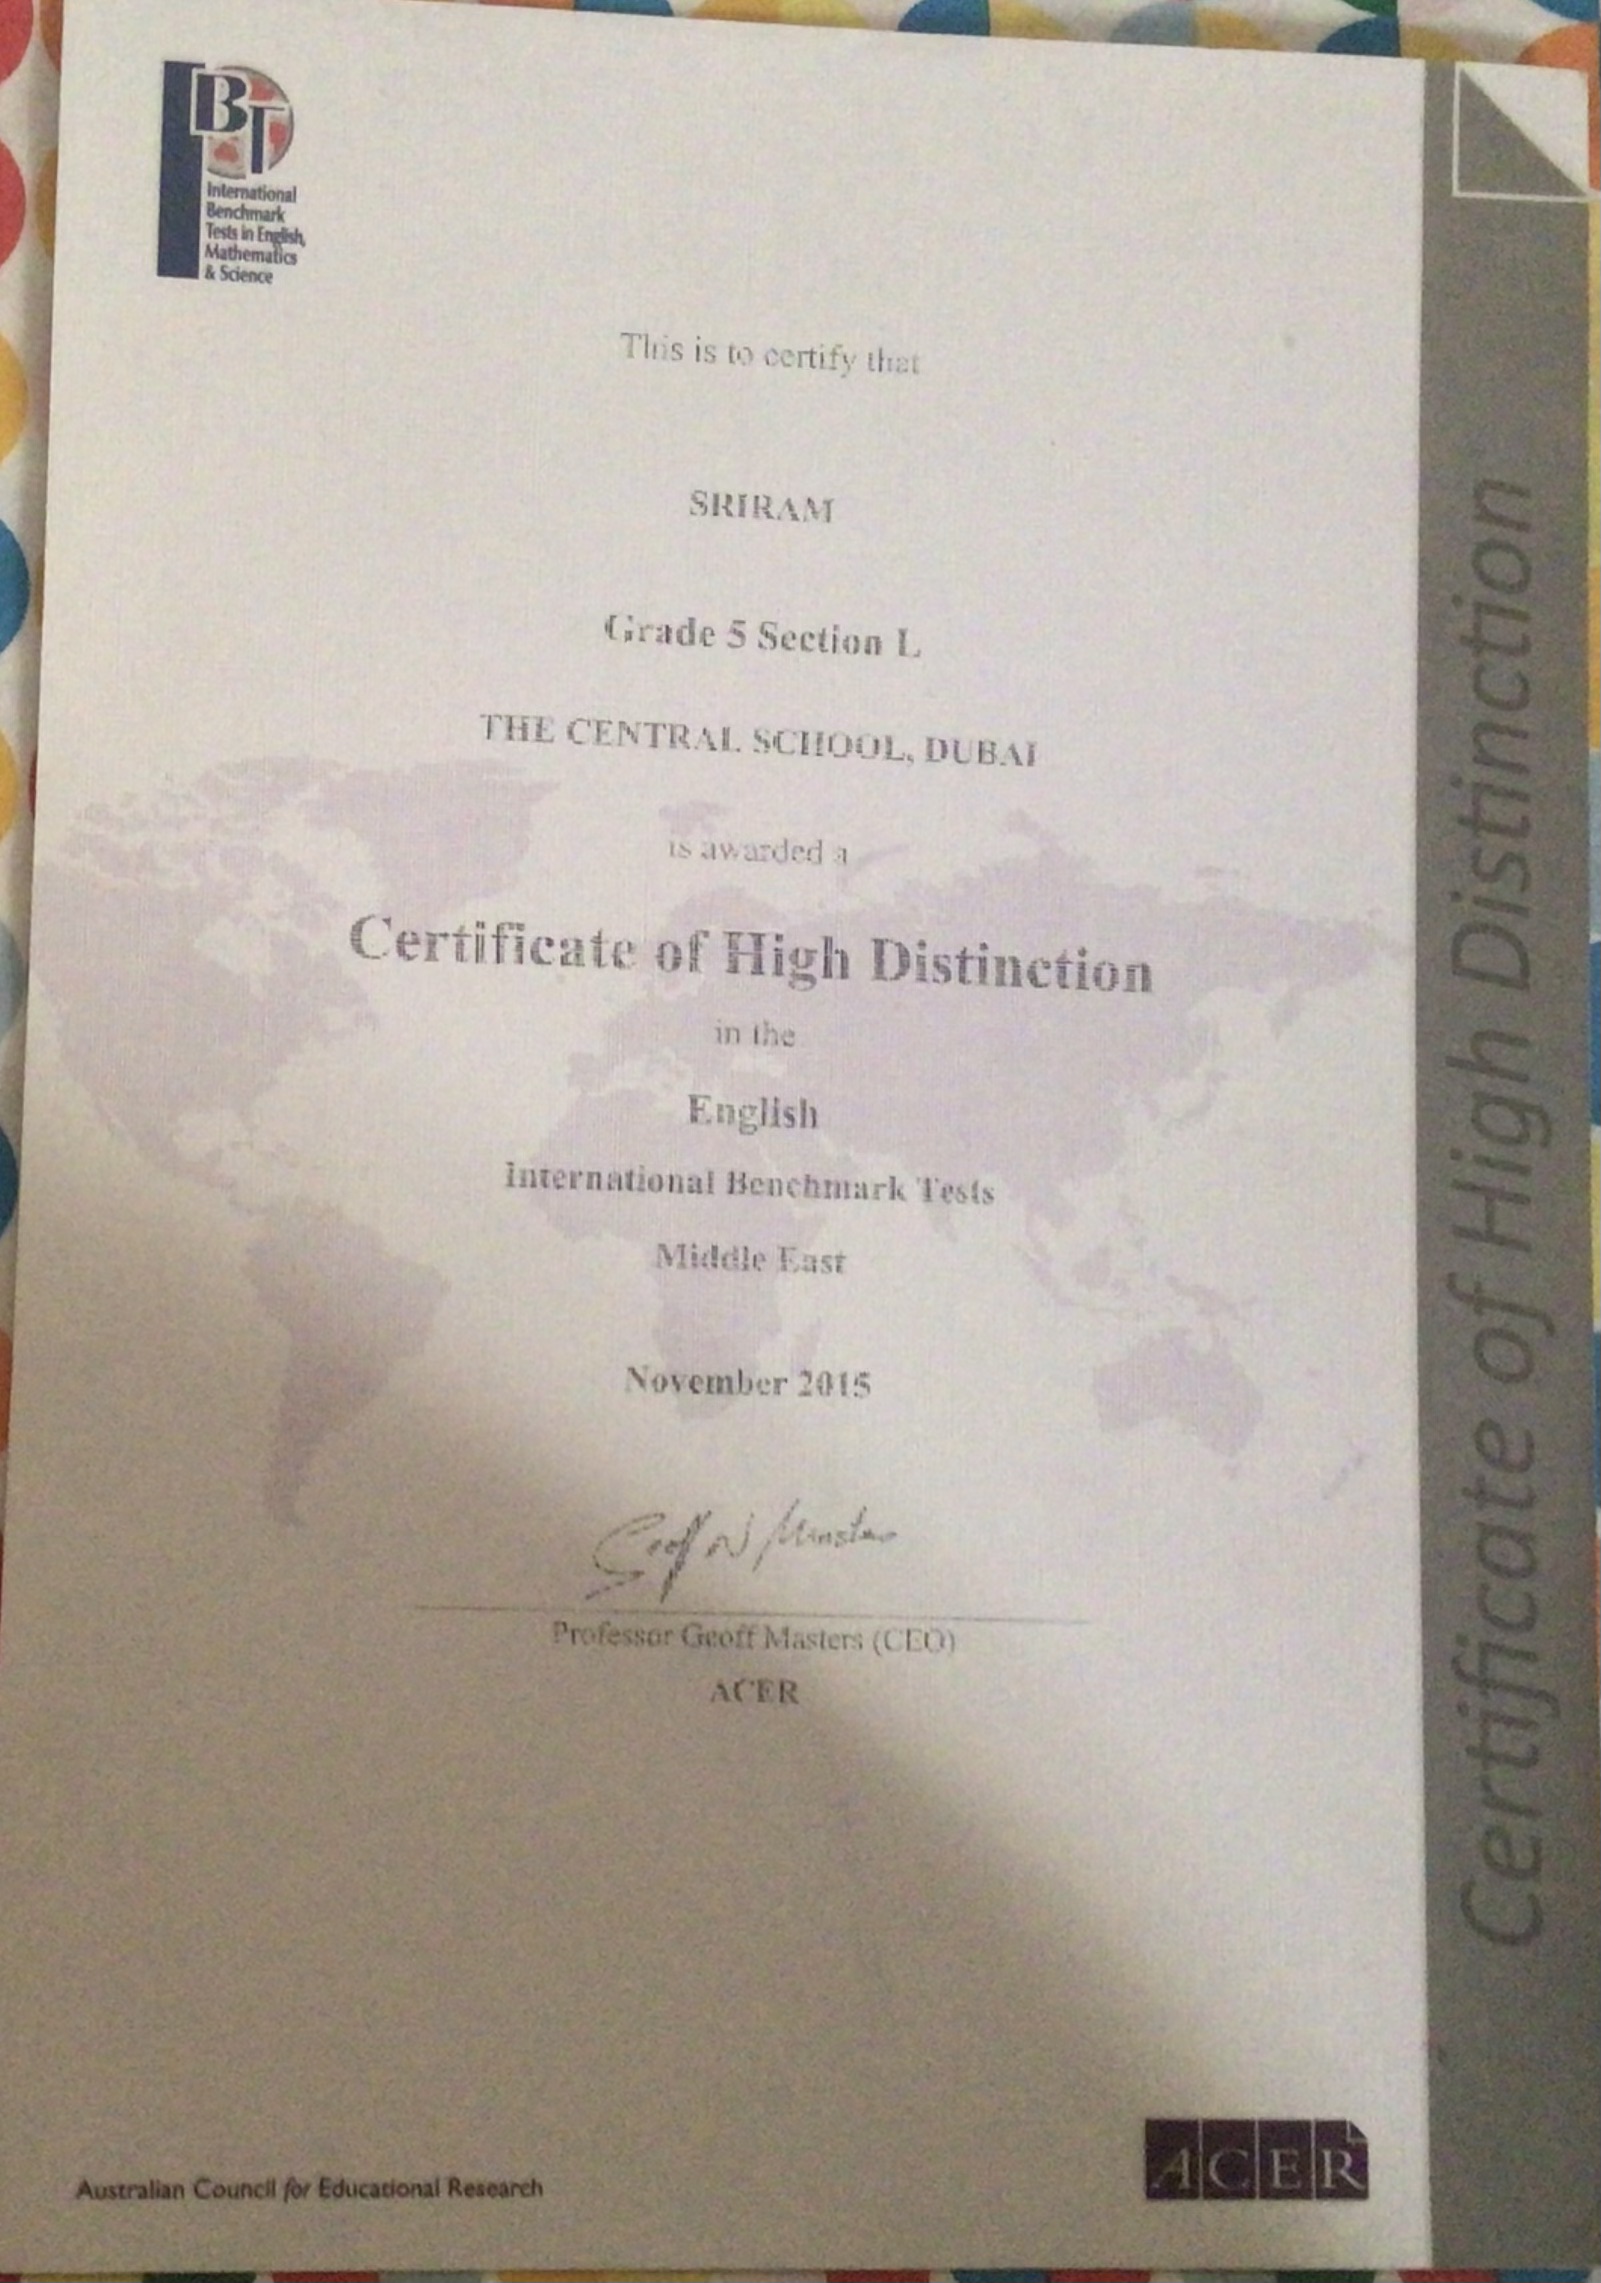 IBT
International
Benchmark
Tests in English,
Mathematics
& Science
This is to certify that
SRIRAM
Grade 5 Section L
THE CENTRAL SCHOOL, DUBAI
is awarded a
Certificate of High Distinction
in the
English
International Benchmark Tests
Middle East
November 2015
Geoff N Masters
Professor Geoff Masters (CEO)
ACER
Australian Council for Educational Research
ACER
Certificate of High Distinction